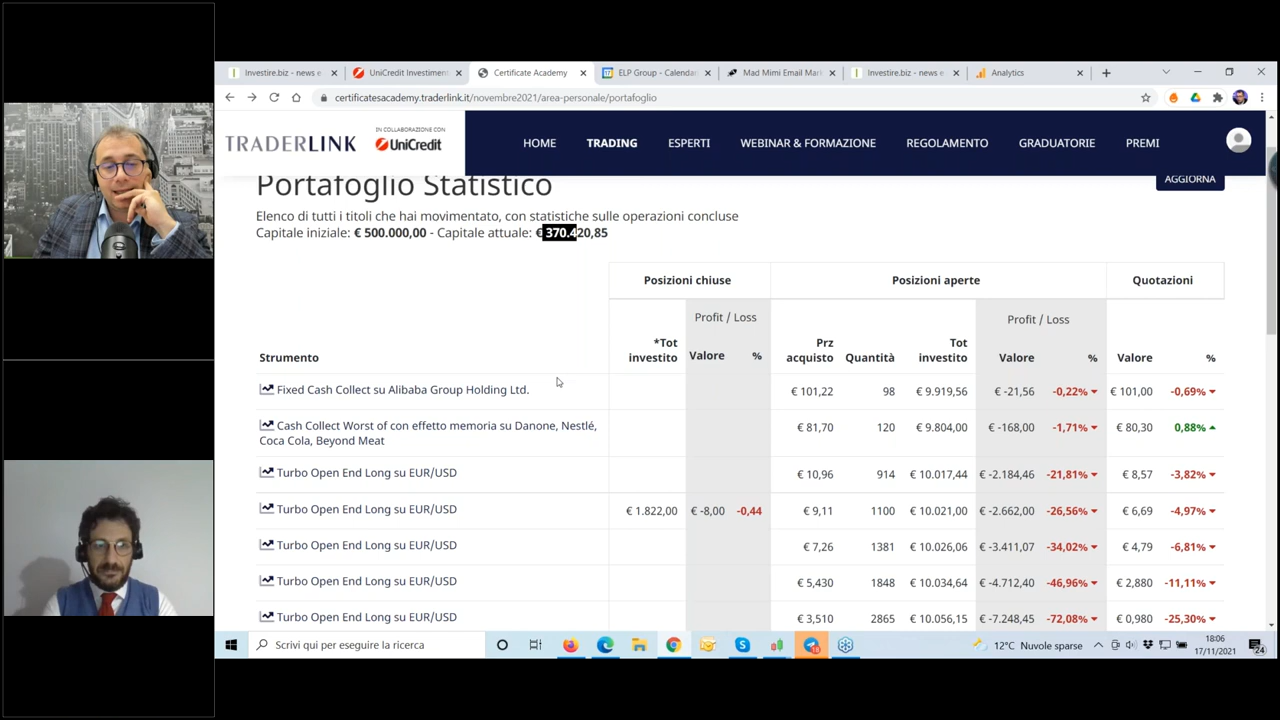 Investire.biz - news e
UniCredit Investiment
Certificate Academy
ELP Group - Calendar
Mad Mimi Email Mar
Investire.biz - news e
Analytics
certificatesacademy.traderlink.it/novembre2021/area-personale/portafoglio
TRADERLINK
IN COLLABORAZIONE CON
UniCredit
HOME
TRADING
ESPERTI
WEBINAR & FORMAZIONE
REGOLAMENTO
GRADUATORIE
PREMI
Portafoglio Statistico
AGGIORNA
Elenco di tutti i titoli che hai movimentato, con statistiche sulle operazioni concluse
Capitale iniziale: € 500.000,00 - Capitale attuale: € 370.420,85
Posizioni chiuse
Posizioni aperte
Quotazioni
Profit / Loss
Profit / Loss
Strumento
*Tot investito
Valore
%
Prz acquisto
Quantità
Tot investito
Valore
%
Valore
%
Fixed Cash Collect su Alibaba Group Holding Ltd.
€ 101,22 98 € 9.919,56 € -21,56 -0,22% € 101,00 -0,69%
Cash Collect Worst of con effetto memoria su Danone, Nestlé,
Coca Cola, Beyond Meat
€ 81,70 120 € 9.804,00 € -168,00 -1,71% € 80,30 0,88%
Turbo Open End Long su EUR/USD
€ 10,96 914 € 10.017,44 € -2.184,46 -21,81% € 8,57 -3,82%
Turbo Open End Long su EUR/USD
€ 1.822,00 € -8,00 -0,44 € 9,11 1100 € 10.021,00 € -2.662,00 -26,56% € 6,69 -4,97%
Turbo Open End Long su EUR/USD
€ 7,26 1381 € 10.026,06 € -3.411,07 -34,02% € 4,79 -6,81%
Turbo Open End Long su EUR/USD
€ 5,430 1848 € 10.034,64 € -4.712,40 -46,96% € 2,880 -11,11%
Turbo Open End Long su EUR/USD
€ 3,510 2865 € 10.056,15 € -7.248,45 -72,08% € 0,980 -25,30%
Scrivi qui per eseguire la ricerca
12°C Nuvole sparse
18:06
17/11/2021
24